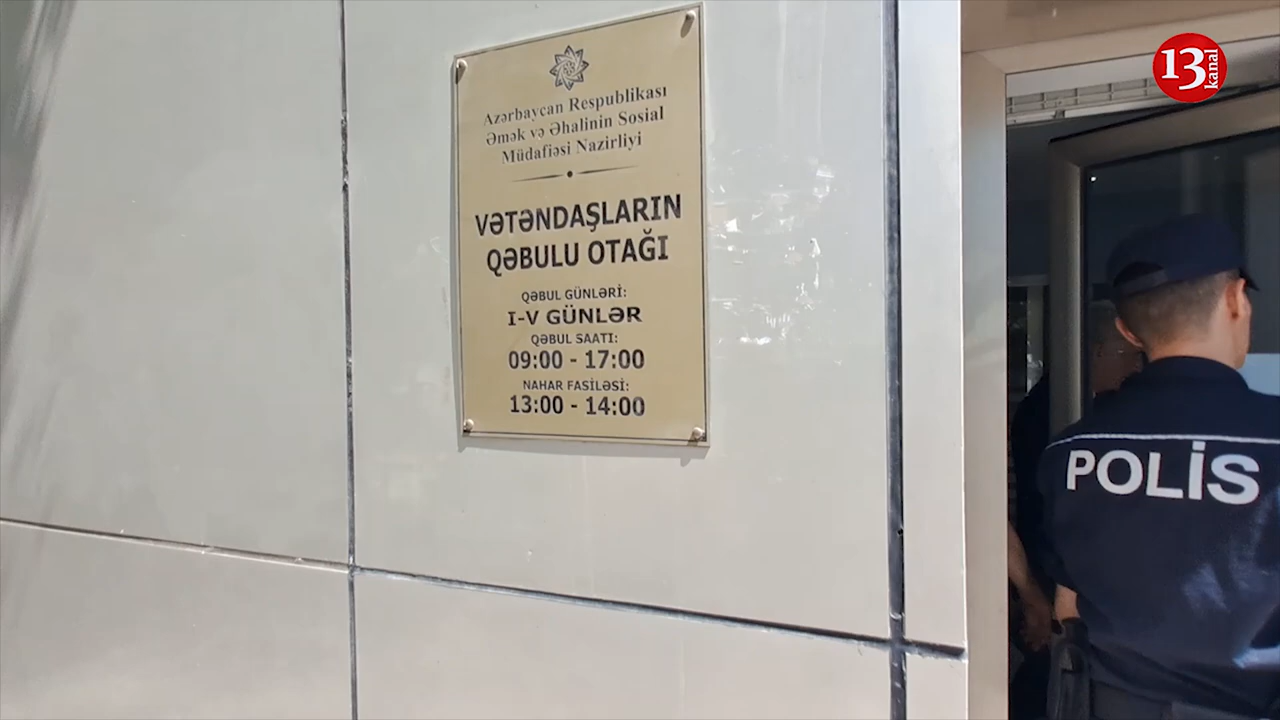 Azərbaycan Respublikası
Əmək və Əhalinin Sosial
Müdafiəsi Nazirliyi
VƏTƏNDAŞLARIN
QƏBULU OTAĞI
QƏBUL GÜNLƏRİ:
I-V GÜNLƏR
QƏBUL SAATI:
09:00 - 17:00
NAHAR FASİLƏSİ:
13:00 - 14:00
13 kanal
POLİS